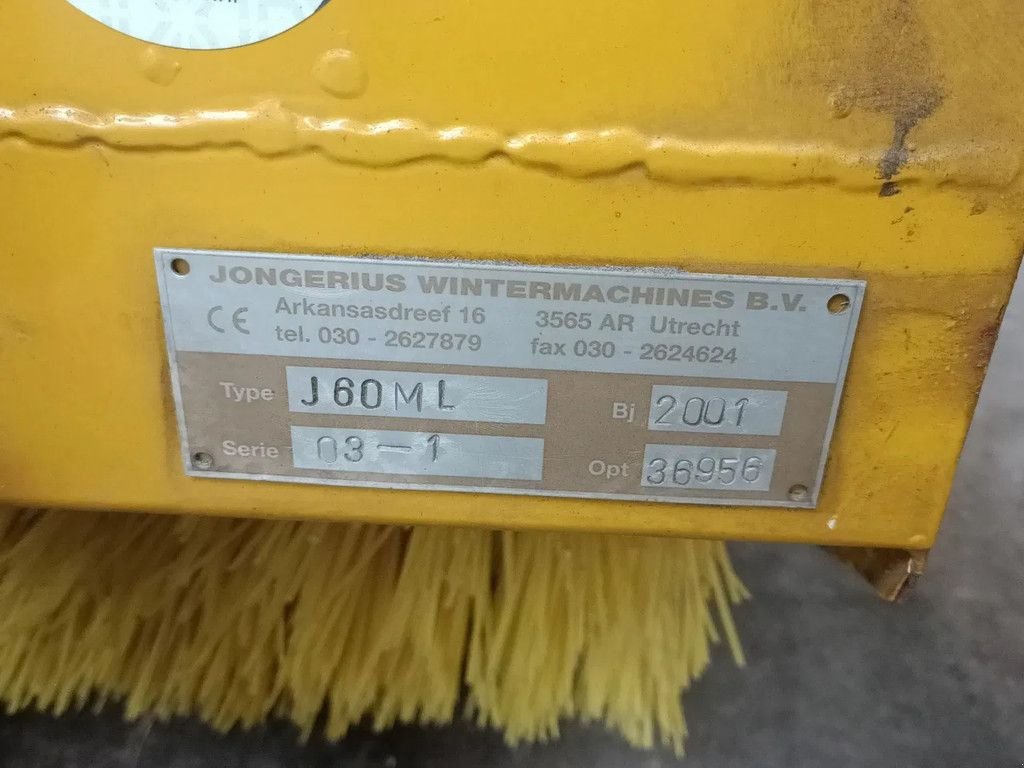 JONGERIUS WINTERMACHINES B.V.
CE Arkansasdreef 16 3565 AR Utrecht
tel. 030 - 2627879 fax 030 - 2624624
Type J60ML Bj 2001
Serie 03-1 Opt 36956